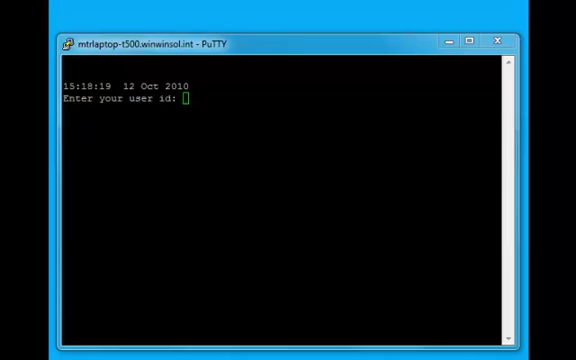 mtrlaptop-t500.winwinsol.int - PuTTY
15:18:19 12 Oct 2010
Enter your user id: